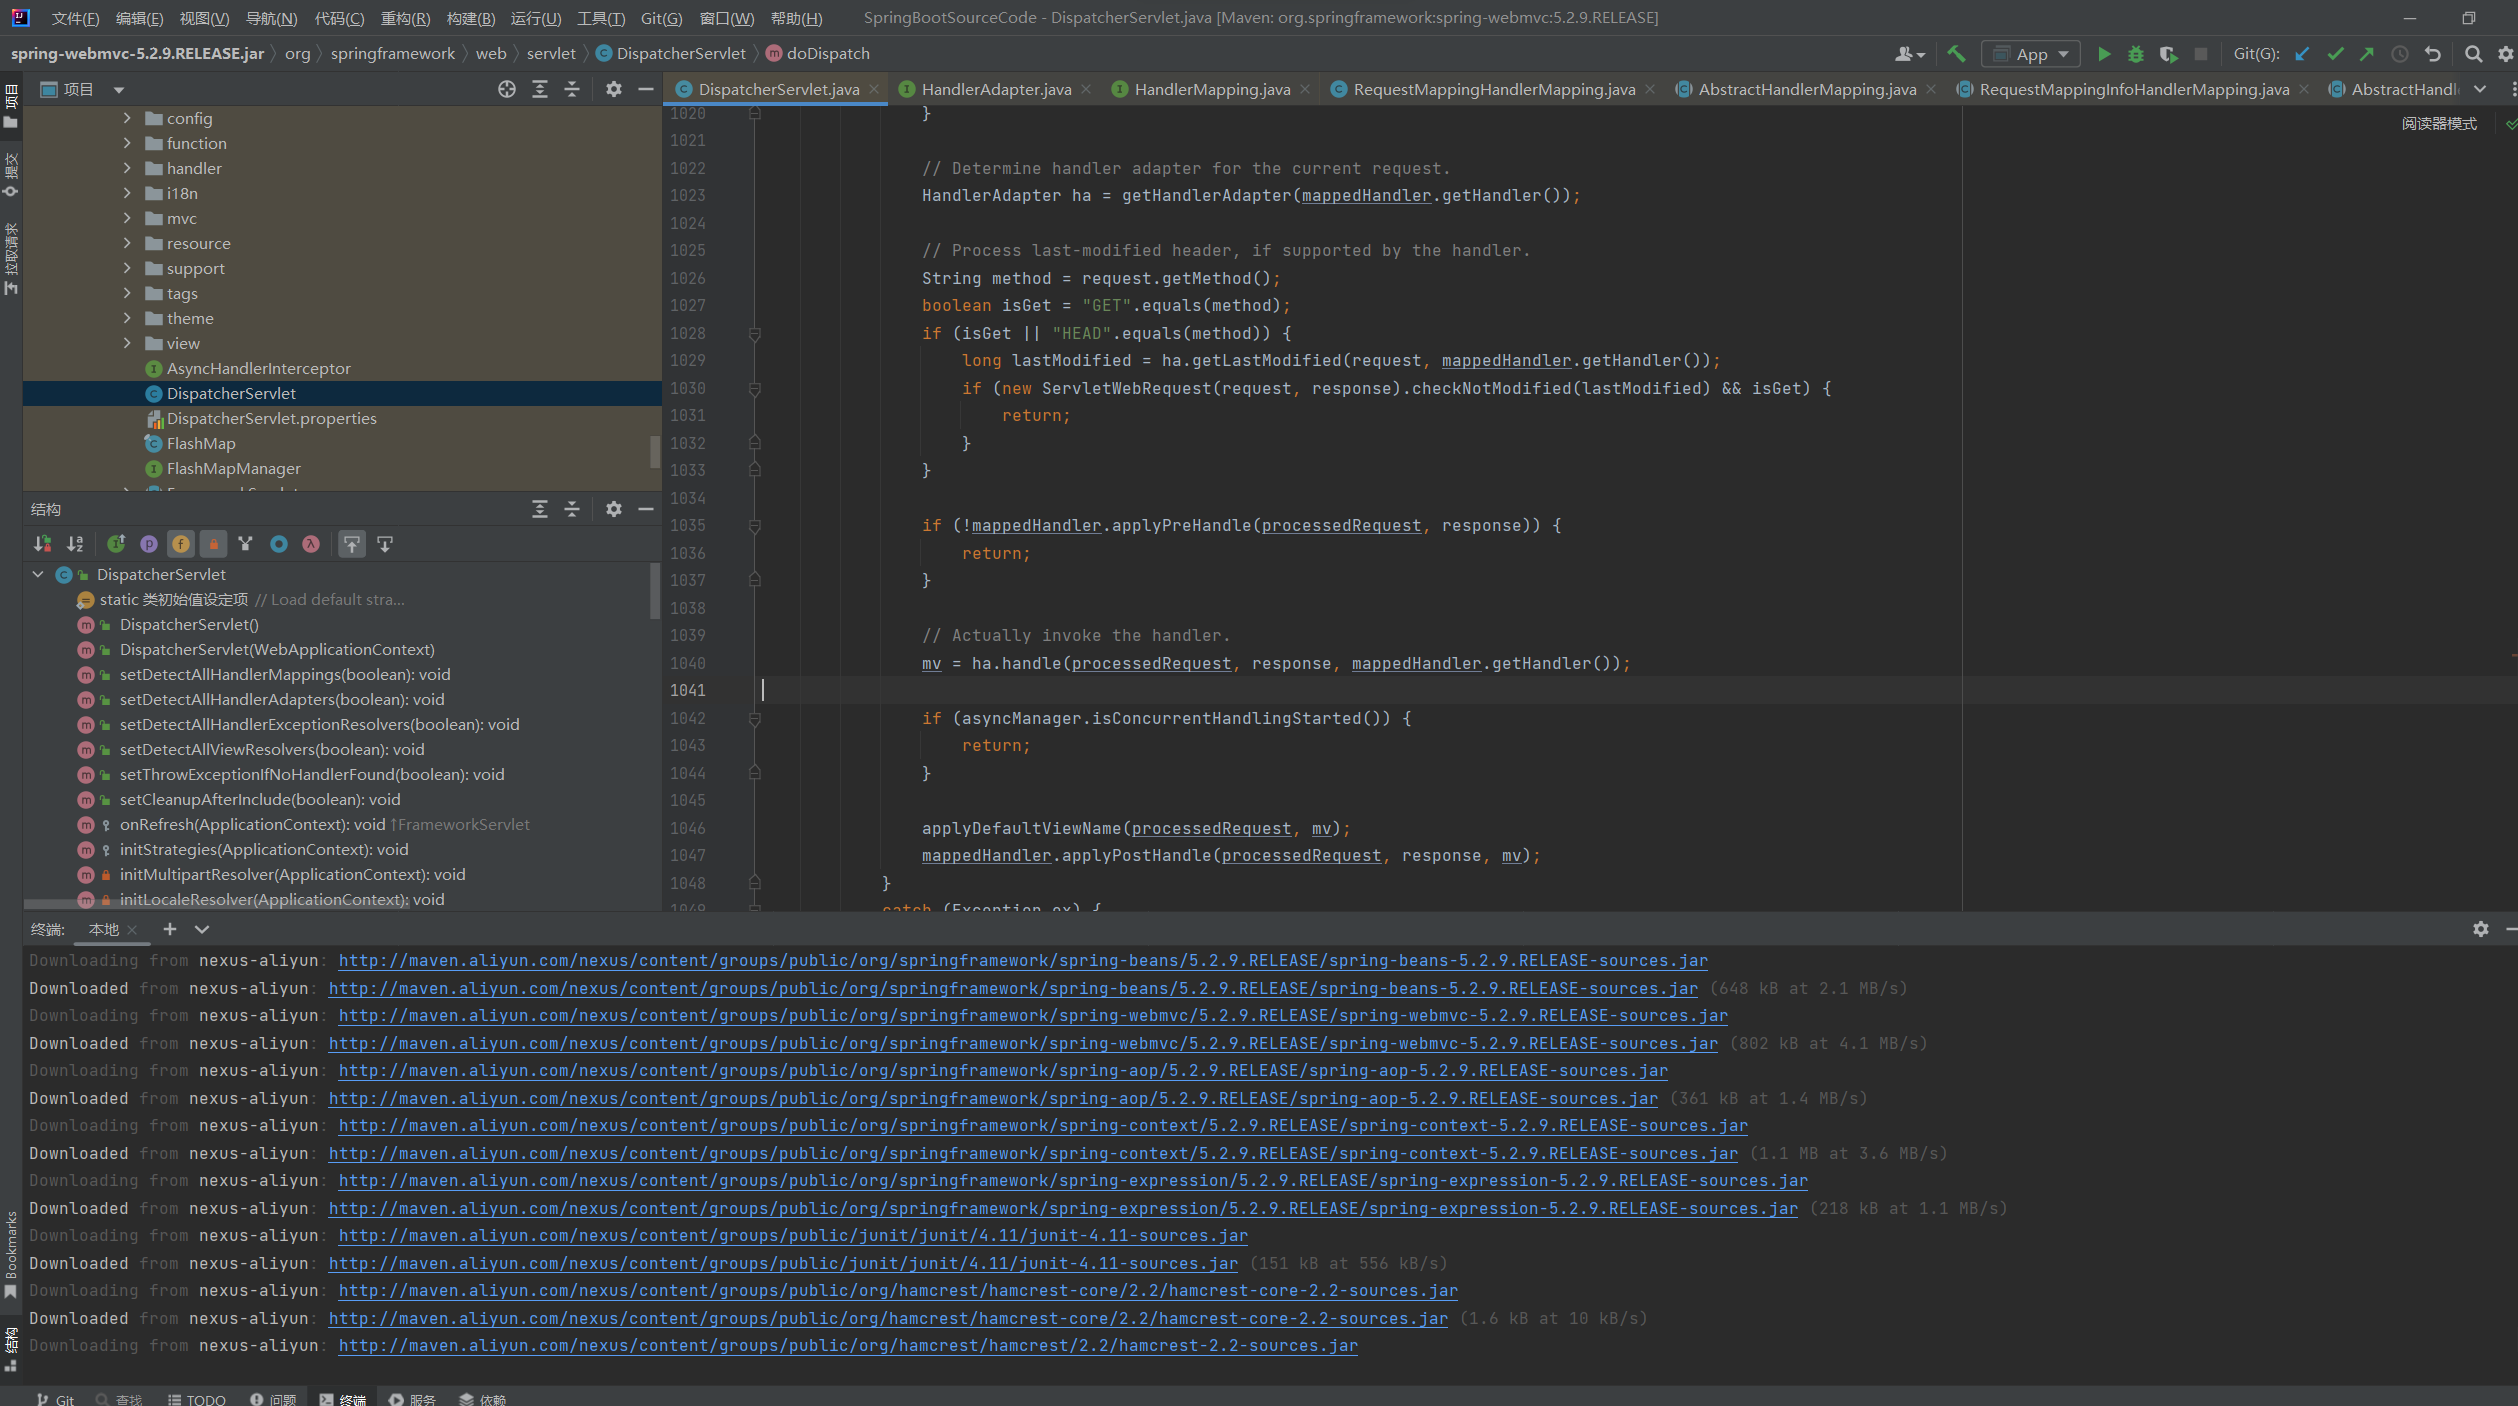 文件(F) 编辑(E) 视图(V) 导航(N) 代码(C) 重构(R) 构建(B) 运行(U) 工具(T) Git(G) 窗口(W) 帮助(H) SpringBootSourceCode - DispatcherServlet.java [Maven: org.springframework:spring-webmvc:5.2.9.RELEASE]
spring-webmvc-5.2.9.RELEASE.jar org springframework web servlet DispatcherServlet doDispatch App Git(G):
项目
DispatcherServlet.java HandlerAdapter.java HandlerMapping.java RequestMappingHandlerMapping.java AbstractHandlerMapping.java RequestMappingInfoHandlerMapping.java AbstractHandl
项目
提交
拉取请求
Bookmarks
结构
config
function
handler
i18n
mvc
resource
support
tags
theme
view
AsyncHandlerInterceptor
DispatcherServlet
DispatcherServlet.properties
FlashMap
FlashMapManager
结构
DispatcherServlet
static 类初始值设定项 // Load default stra...
DispatcherServlet()
DispatcherServlet(WebApplicationContext)
setDetectAllHandlerMappings(boolean): void
setDetectAllHandlerAdapters(boolean): void
setDetectAllHandlerExceptionResolvers(boolean): void
setDetectAllViewResolvers(boolean): void
setThrowExceptionIfNoHandlerFound(boolean): void
setCleanupAfterInclude(boolean): void
onRefresh(ApplicationContext): void ↑FrameworkServlet
initStrategies(ApplicationContext): void
initMultipartResolver(ApplicationContext): void
initLocaleResolver(ApplicationContext): void
阅读器模式
1020 }
1021
1022 // Determine handler adapter for the current request.
1023 HandlerAdapter ha = getHandlerAdapter(mappedHandler.getHandler());
1024
1025 // Process last-modified header, if supported by the handler.
1026 String method = request.getMethod();
1027 boolean isGet = "GET".equals(method);
1028 if (isGet || "HEAD".equals(method)) {
1029 long lastModified = ha.getLastModified(request, mappedHandler.getHandler());
1030 if (new ServletWebRequest(request, response).checkNotModified(lastModified) && isGet) {
1031 return;
1032 }
1033 }
1034
1035 if (!mappedHandler.applyPreHandle(processedRequest, response)) {
1036 return;
1037 }
1038
1039 // Actually invoke the handler.
1040 mv = ha.handle(processedRequest, response, mappedHandler.getHandler());
1041
1042 if (asyncManager.isConcurrentHandlingStarted()) {
1043 return;
1044 }
1045
1046 applyDefaultViewName(processedRequest, mv);
1047 mappedHandler.applyPostHandle(processedRequest, response, mv);
1048 }
1049 catch (Exception ex) {
终端: 本地
Downloading from nexus-aliyun: http://maven.aliyun.com/nexus/content/groups/public/org/springframework/spring-beans/5.2.9.RELEASE/spring-beans-5.2.9.RELEASE-sources.jar
Downloaded from nexus-aliyun: http://maven.aliyun.com/nexus/content/groups/public/org/springframework/spring-beans/5.2.9.RELEASE/spring-beans-5.2.9.RELEASE-sources.jar (648 kB at 2.1 MB/s)
Downloading from nexus-aliyun: http://maven.aliyun.com/nexus/content/groups/public/org/springframework/spring-webmvc/5.2.9.RELEASE/spring-webmvc-5.2.9.RELEASE-sources.jar
Downloaded from nexus-aliyun: http://maven.aliyun.com/nexus/content/groups/public/org/springframework/spring-webmvc/5.2.9.RELEASE/spring-webmvc-5.2.9.RELEASE-sources.jar (802 kB at 4.1 MB/s)
Downloading from nexus-aliyun: http://maven.aliyun.com/nexus/content/groups/public/org/springframework/spring-aop/5.2.9.RELEASE/spring-aop-5.2.9.RELEASE-sources.jar
Downloaded from nexus-aliyun: http://maven.aliyun.com/nexus/content/groups/public/org/springframework/spring-aop/5.2.9.RELEASE/spring-aop-5.2.9.RELEASE-sources.jar (361 kB at 1.4 MB/s)
Downloading from nexus-aliyun: http://maven.aliyun.com/nexus/content/groups/public/org/springframework/spring-context/5.2.9.RELEASE/spring-context-5.2.9.RELEASE-sources.jar
Downloaded from nexus-aliyun: http://maven.aliyun.com/nexus/content/groups/public/org/springframework/spring-context/5.2.9.RELEASE/spring-context-5.2.9.RELEASE-sources.jar (1.1 MB at 3.6 MB/s)
Downloading from nexus-aliyun: http://maven.aliyun.com/nexus/content/groups/public/org/springframework/spring-expression/5.2.9.RELEASE/spring-expression-5.2.9.RELEASE-sources.jar
Downloaded from nexus-aliyun: http://maven.aliyun.com/nexus/content/groups/public/org/springframework/spring-expression/5.2.9.RELEASE/spring-expression-5.2.9.RELEASE-sources.jar (218 kB at 1.1 MB/s)
Downloading from nexus-aliyun: http://maven.aliyun.com/nexus/content/groups/public/junit/junit/4.11/junit-4.11-sources.jar
Downloaded from nexus-aliyun: http://maven.aliyun.com/nexus/content/groups/public/junit/junit/4.11/junit-4.11-sources.jar (151 kB at 556 kB/s)
Downloading from nexus-aliyun: http://maven.aliyun.com/nexus/content/groups/public/org/hamcrest/hamcrest-core/2.2/hamcrest-core-2.2-sources.jar
Downloaded from nexus-aliyun: http://maven.aliyun.com/nexus/content/groups/public/org/hamcrest/hamcrest-core/2.2/hamcrest-core-2.2-sources.jar (1.6 kB at 10 kB/s)
Downloading from nexus-aliyun: http://maven.aliyun.com/nexus/content/groups/public/org/hamcrest/hamcrest/2.2/hamcrest-2.2-sources.jar
Git 查找 TODO 问题 终端 服务 依赖